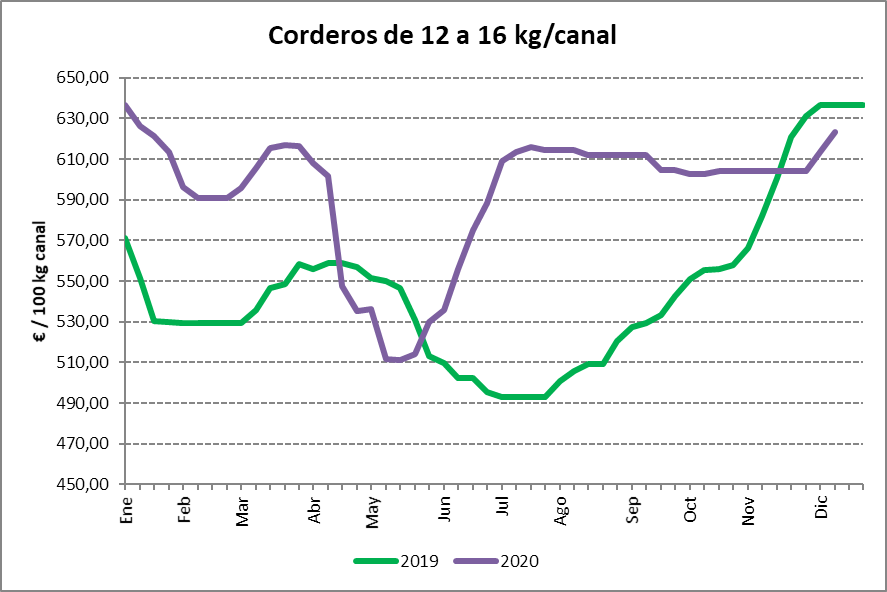 Corderos de 12 a 16 kg/canal
€ / 100 kg canal
650,00
630,00
610,00
590,00
570,00
550,00
530,00
510,00
490,00
470,00
450,00
Ene
Feb
Mar
Abr
May
Jun
Jul
Ago
Sep
Oct
Nov
Dic
2019
2020